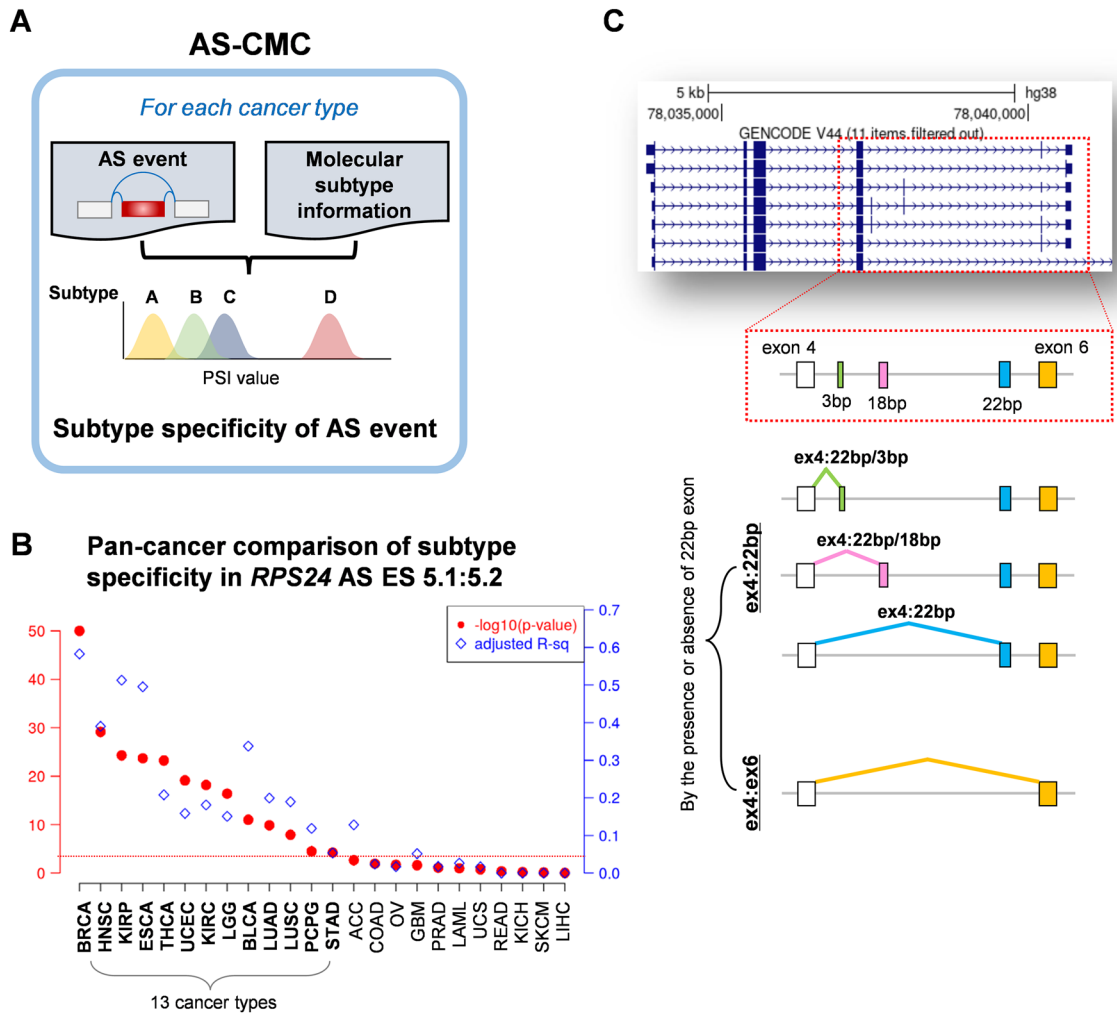 A
AS-CMC
For each cancer type
AS event
Molecular
subtype
information
Subtype
A
B
C
D
PSI value
Subtype specificity of AS event
B
Pan-cancer comparison of subtype
specificity in RPS24 AS ES 5.1:5.2
-log10(p-value)
adjusted R-sq
50
40
30
20
10
0
0.7
0.6
0.5
0.4
0.3
0.2
0.1
0.0
BRCA
HNSC
KIRP
ESCA
THCA
UCEC
KIRC
LGG
BLCA
LUAD
LUSC
PCPG
STAD
ACC
COAD
OV
GBM
PRAD
LAML
UCS
READ
KICH
SKCM
LIHC
13 cancer types
C
5 kb
hg38
78,035,000
78,040,000
GENCODE V44 (11 items filtered out)
exon 4
exon 6
3bp
18bp
22bp
By the presence or absence of 22bp exon
ex4:22bp
ex4:22bp/3bp
ex4:22bp/18bp
ex4:22bp
ex4:ex6